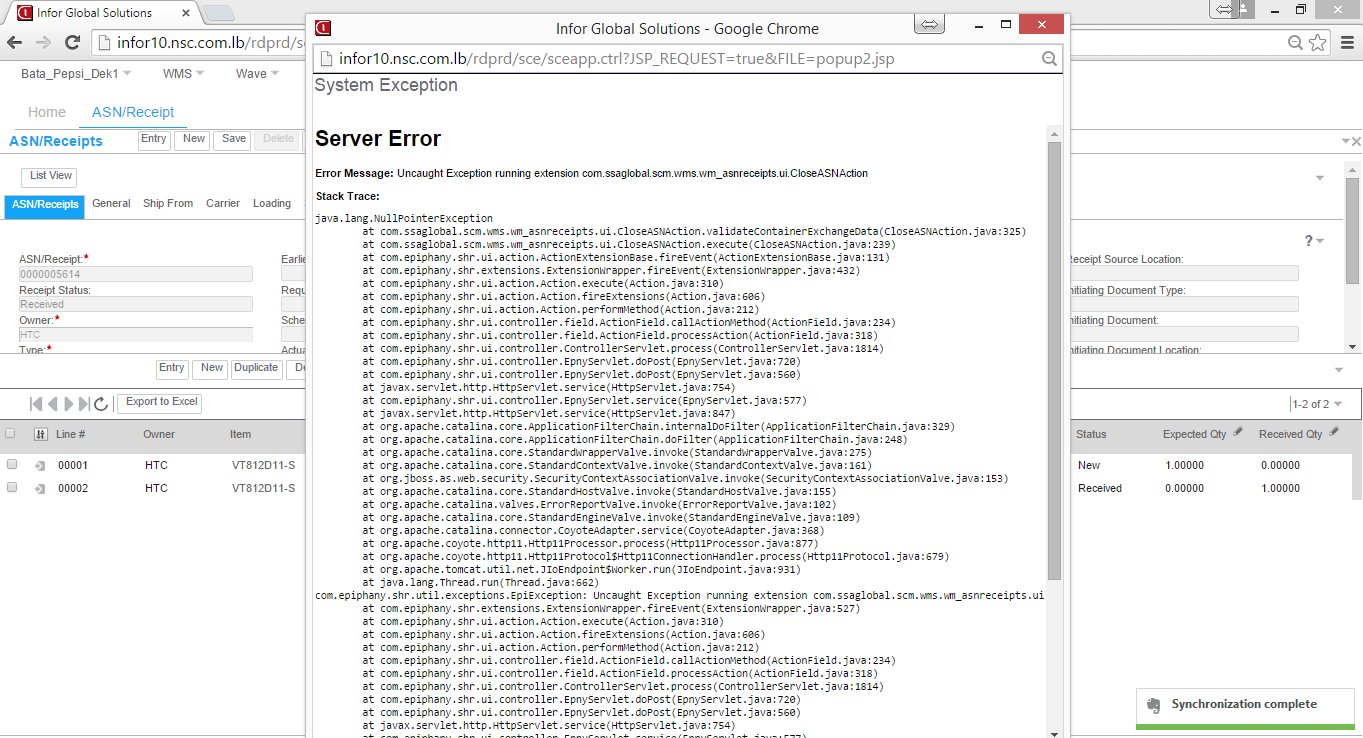 Infor Global Solutions
infor10.nsc.com.lb/rdprd/s
Bata_Pepsi_Dek1 WMS Wave
Home ASN/Receipt
ASN/Receipts Entry New Save Delete
List View
ASN/Receipts General Ship From Carrier Loading
ASN/Receipt:*
0000005614
Receipt Status:
Received
Owner:*
HTC
Type:*
Entry New Duplicate
Export to Excel
Line # Owner Item
00001 HTC VT812D11-S
00002 HTC VT812D11-S
Infor Global Solutions - Google Chrome
infor10.nsc.com.lb/rdprd/sce/sceapp.ctrl?JSP_REQUEST=true&FILE=popup2.jsp
System Exception
Server Error
Error Message: Uncaught Exception running extension com.ssaglobal.scm.wms.wm_asnreceipts.ui.CloseASNAction
Stack Trace:
java.lang.NullPointerException
at com.ssaglobal.scm.wms.wm_asnreceipts.ui.CloseASNAction.validateContainerExchangeData(CloseASNAction.java:325)
at com.ssaglobal.scm.wms.wm_asnreceipts.ui.CloseASNAction.execute(CloseASNAction.java:239)
at com.epiphany.shr.ui.action.ActionExtensionBase.fireEvent(ActionExtensionBase.java:131)
at com.epiphany.shr.extensions.ExtensionWrapper.fireEvent(ExtensionWrapper.java:432)
at com.epiphany.shr.ui.action.Action.execute(Action.java:310)
at com.epiphany.shr.ui.action.Action.fireExtensions(Action.java:606)
at com.epiphany.shr.ui.action.Action.performMethod(Action.java:212)
at com.epiphany.shr.ui.controller.field.ActionField.callActionMethod(ActionField.java:234)
at com.epiphany.shr.ui.controller.field.ActionField.processAction(ActionField.java:318)
at com.epiphany.shr.ui.controller.ControllerServlet.process(ControllerServlet.java:1814)
at com.epiphany.shr.ui.controller.EpnyServlet.doPost(EpnyServlet.java:720)
at com.epiphany.shr.ui.controller.EpnyServlet.doPost(EpnyServlet.java:560)
at javax.servlet.http.HttpServlet.service(HttpServlet.java:754)
at com.epiphany.shr.ui.controller.EpnyServlet.service(EpnyServlet.java:577)
at javax.servlet.http.HttpServlet.service(HttpServlet.java:847)
at org.apache.catalina.core.ApplicationFilterChain.internalDoFilter(ApplicationFilterChain.java:329)
at org.apache.catalina.core.ApplicationFilterChain.doFilter(ApplicationFilterChain.java:248)
at org.apache.catalina.core.StandardWrapperValve.invoke(StandardWrapperValve.java:275)
at org.apache.catalina.core.StandardContextValve.invoke(StandardContextValve.java:161)
at org.jboss.as.web.security.SecurityContextAssociationValve.invoke(SecurityContextAssociationValve.java:153)
at org.apache.catalina.core.StandardHostValve.invoke(StandardHostValve.java:155)
at org.apache.catalina.valves.ErrorReportValve.invoke(ErrorReportValve.java:102)
at org.apache.catalina.core.StandardEngineValve.invoke(StandardEngineValve.java:109)
at org.apache.catalina.connector.CoyoteAdapter.service(CoyoteAdapter.java:368)
at org.apache.coyote.http11.Http11Processor.process(Http11Processor.java:877)
at org.apache.coyote.http11.Http11Protocol$Http11ConnectionHandler.process(Http11Protocol.java:679)
at org.apache.tomcat.util.net.JIoEndpoint$Worker.run(JIoEndpoint.java:931)
at java.lang.Thread.run(Thread.java:662)
com.epiphany.shr.util.exceptions.EpiException: Uncaught Exception running extension com.ssaglobal.scm.wms.wm_asnreceipts.ui
at com.epiphany.shr.extensions.ExtensionWrapper.fireEvent(ExtensionWrapper.java:527)
at com.epiphany.shr.ui.action.Action.execute(Action.java:310)
at com.epiphany.shr.ui.action.Action.fireExtensions(Action.java:606)
at com.epiphany.shr.ui.action.Action.performMethod(Action.java:212)
at com.epiphany.shr.ui.controller.field.ActionField.callActionMethod(ActionField.java:234)
at com.epiphany.shr.ui.controller.field.ActionField.processAction(ActionField.java:318)
at com.epiphany.shr.ui.controller.ControllerServlet.process(ControllerServlet.java:1814)
at com.epiphany.shr.ui.controller.EpnyServlet.doPost(EpnyServlet.java:720)
at com.epiphany.shr.ui.controller.EpnyServlet.doPost(EpnyServlet.java:560)
at javax.servlet.http.HttpServlet.service(HttpServlet.java:754)
Receipt Source Location:
Initiating Document Type:
Initiating Document:
Initiating Document Location:
1-2 of 2
Status Expected Qty Received Qty
New 1.00000 0.00000
Received 0.00000 1.00000
Synchronization complete